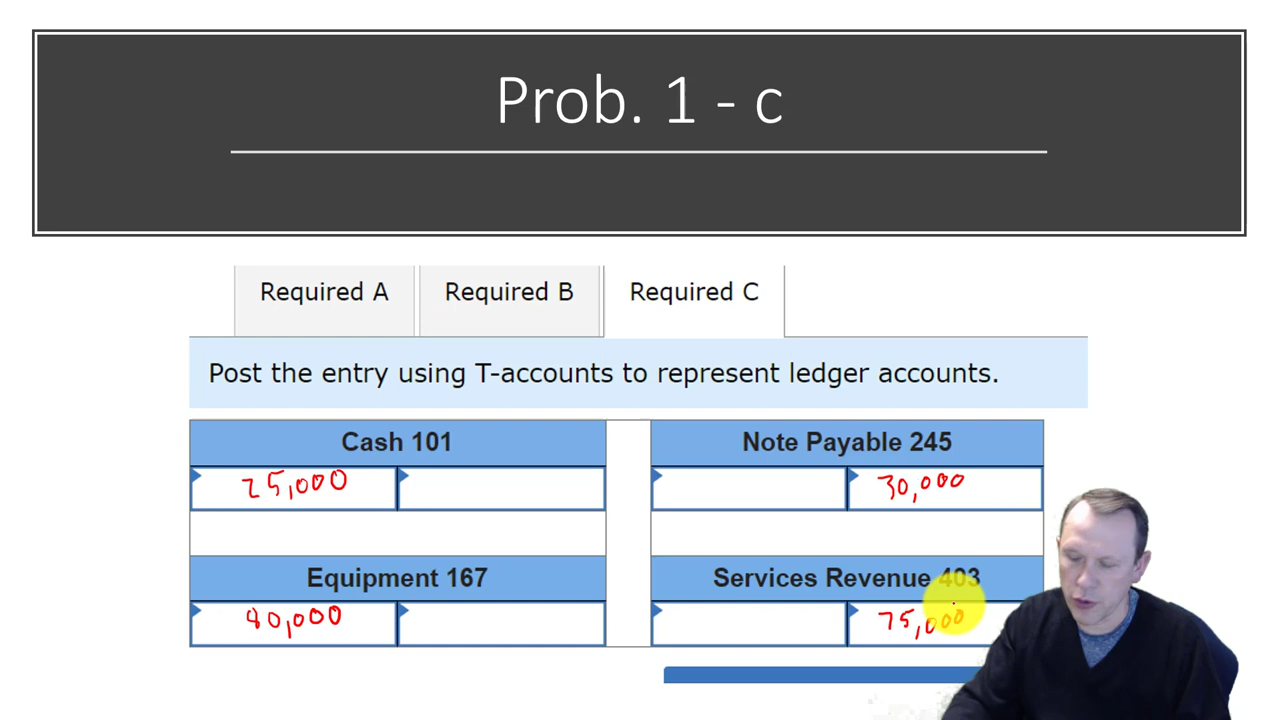 Prob. 1 - c
Required A
Required B
Required C
Post the entry using T-accounts to represent ledger accounts.
Cash 101
Note Payable 245
25,000
30,000
Equipment 167
Services Revenue 403
80,000
75,000